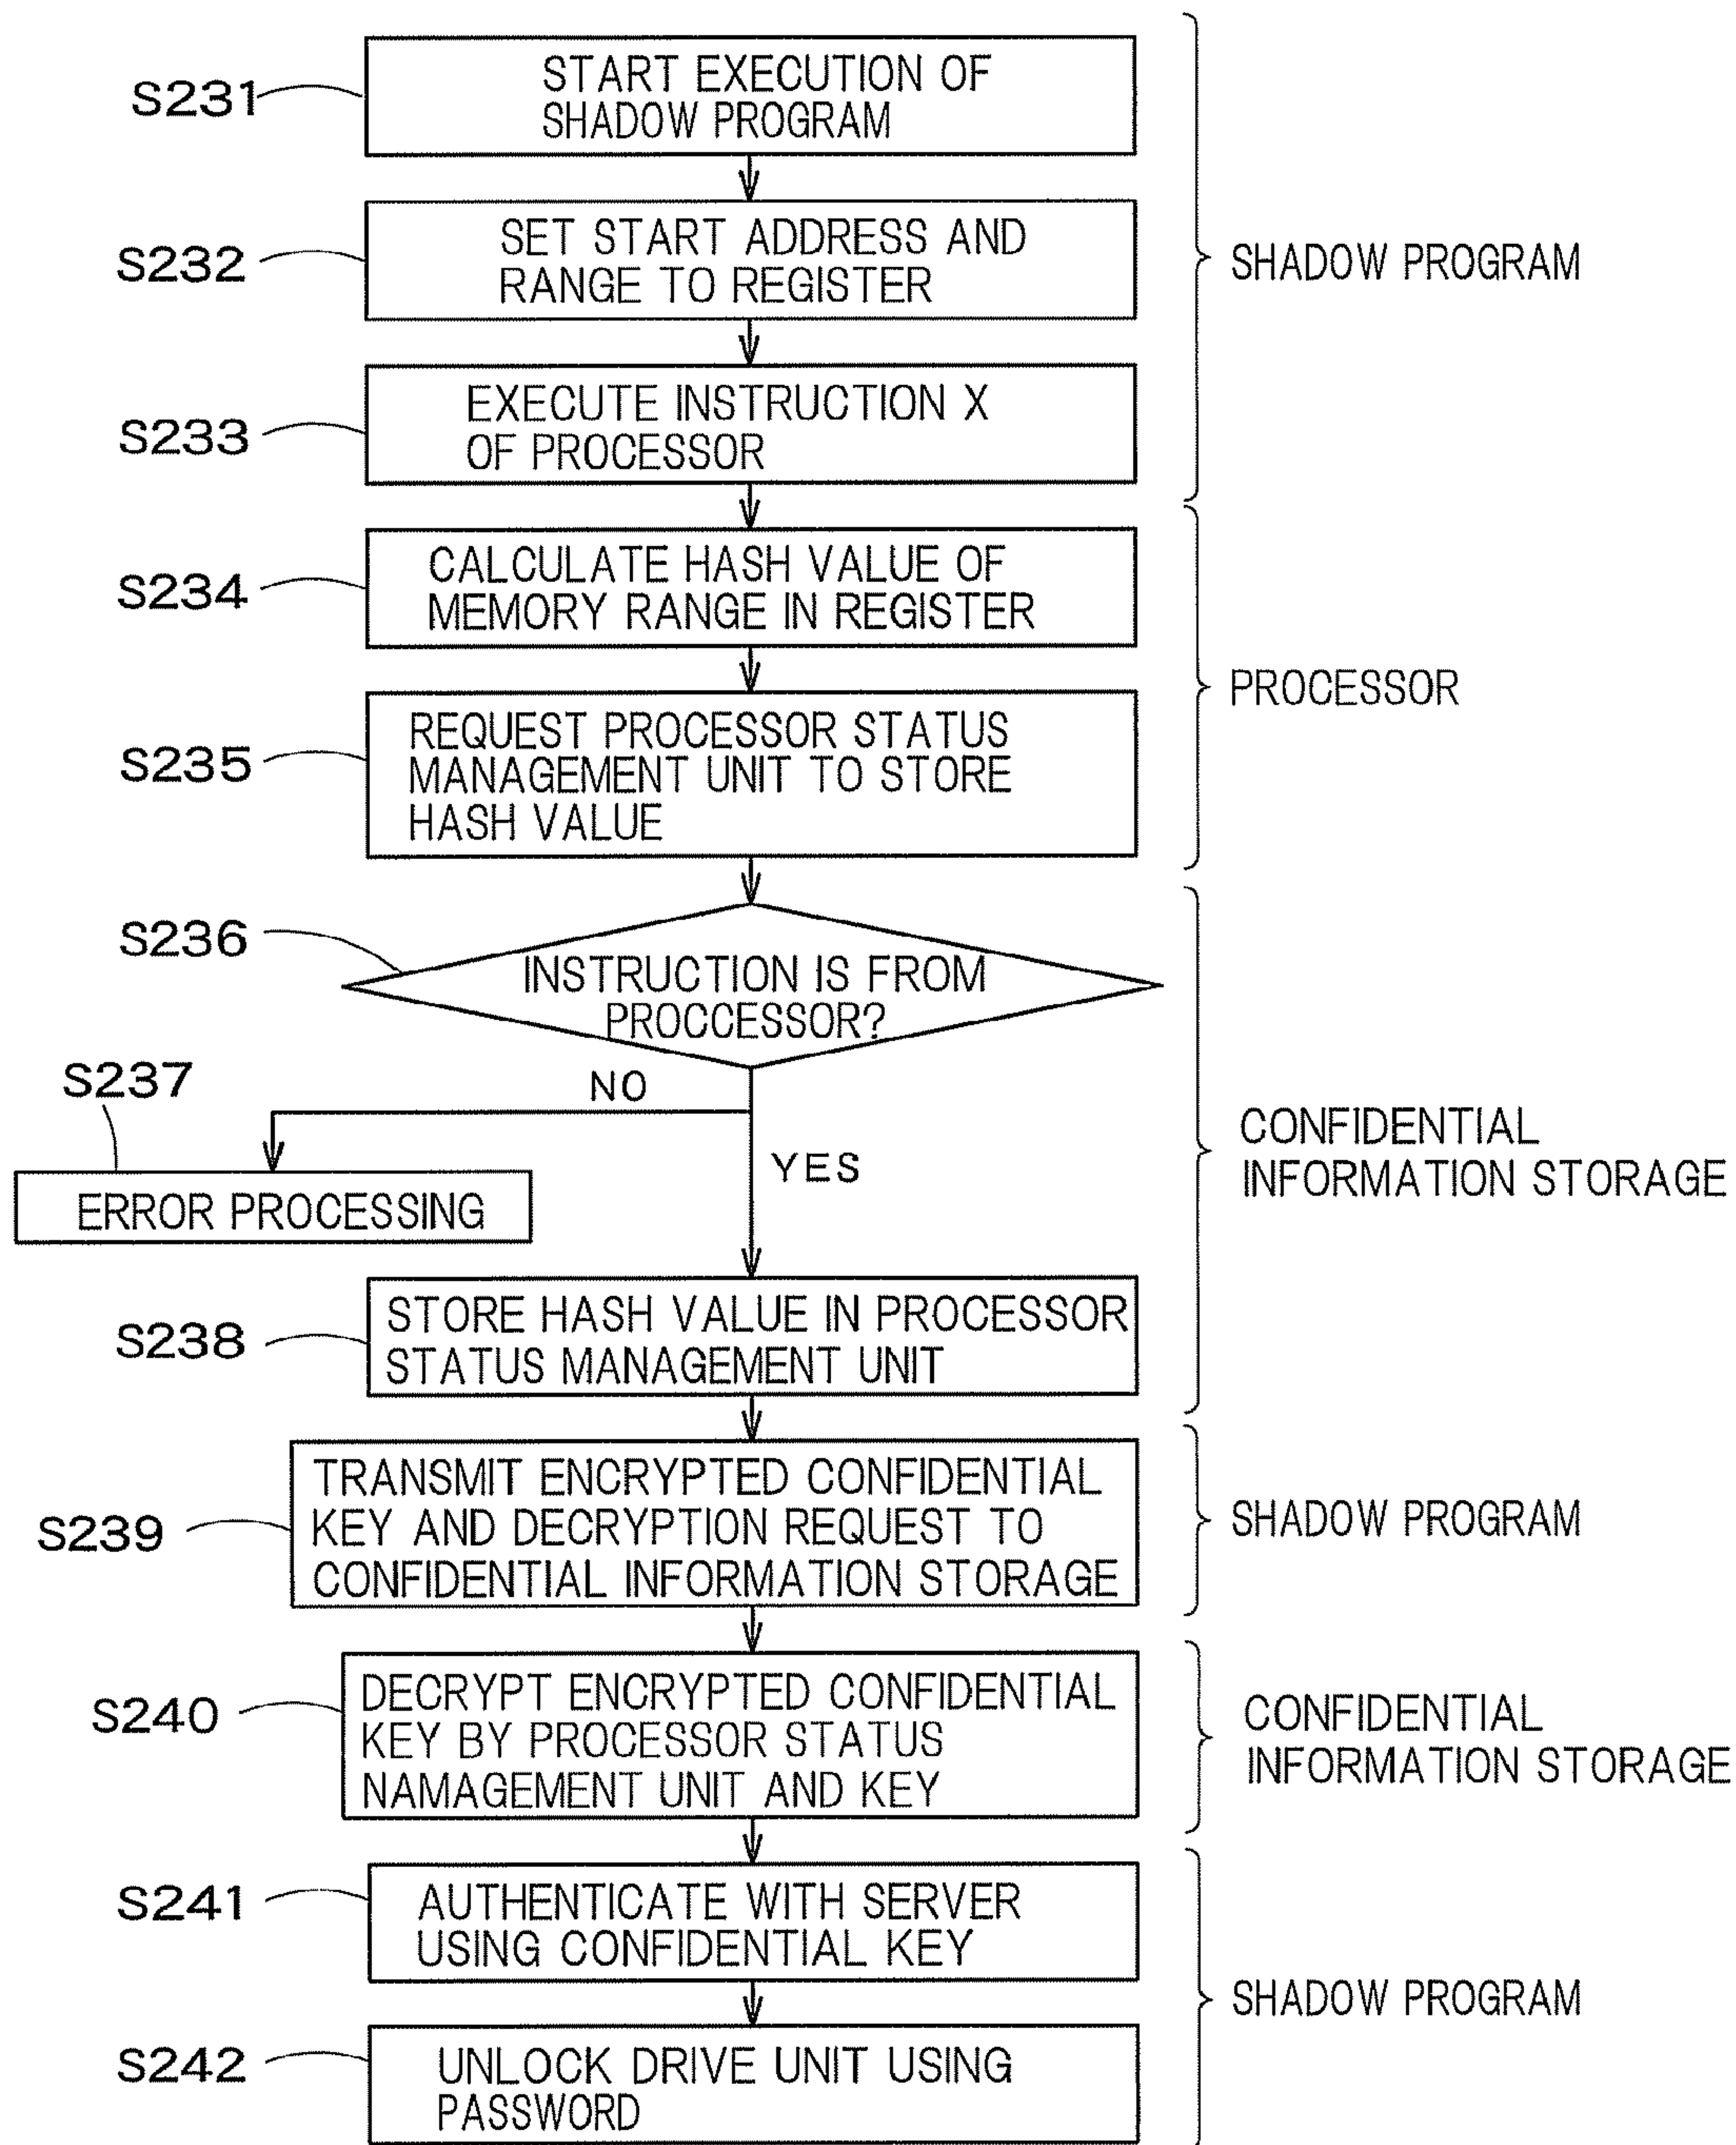 S231
START EXECUTION OF
SHADOW PROGRAM
S232
SET START ADDRESS AND
RANGE TO REGISTER
SHADOW PROGRAM
S233
EXECUTE INSTRUCTION X
OF PROCESSOR
S234
CALCULATE HASH VALUE OF
MEMORY RANGE IN REGISTER
PROCESSOR
S235
REQUEST PROCESSOR STATUS
MANAGEMENT UNIT TO STORE
HASH VALUE
S236
INSTRUCTION IS FROM
PROCCESSOR?
S237
NO
YES
ERROR PROCESSING
CONFIDENTIAL
INFORMATION STORAGE
S238
STORE HASH VALUE IN PROCESSOR
STATUS MANAGEMENT UNIT
S239
TRANSMIT ENCRYPTED CONFIDENTIAL
KEY AND DECRYPTION REQUEST TO
CONFIDENTIAL INFORMATION STORAGE
SHADOW PROGRAM
S240
DECRYPT ENCRYPTED CONFIDENTIAL
KEY BY PROCESSOR STATUS
NAMAGEMENT UNIT AND KEY
CONFIDENTIAL
INFORMATION STORAGE
S241
AUTHENTICATE WITH SERVER
USING CONFIDENTIAL KEY
SHADOW PROGRAM
S242
UNLOCK DRIVE UNIT USING
PASSWORD